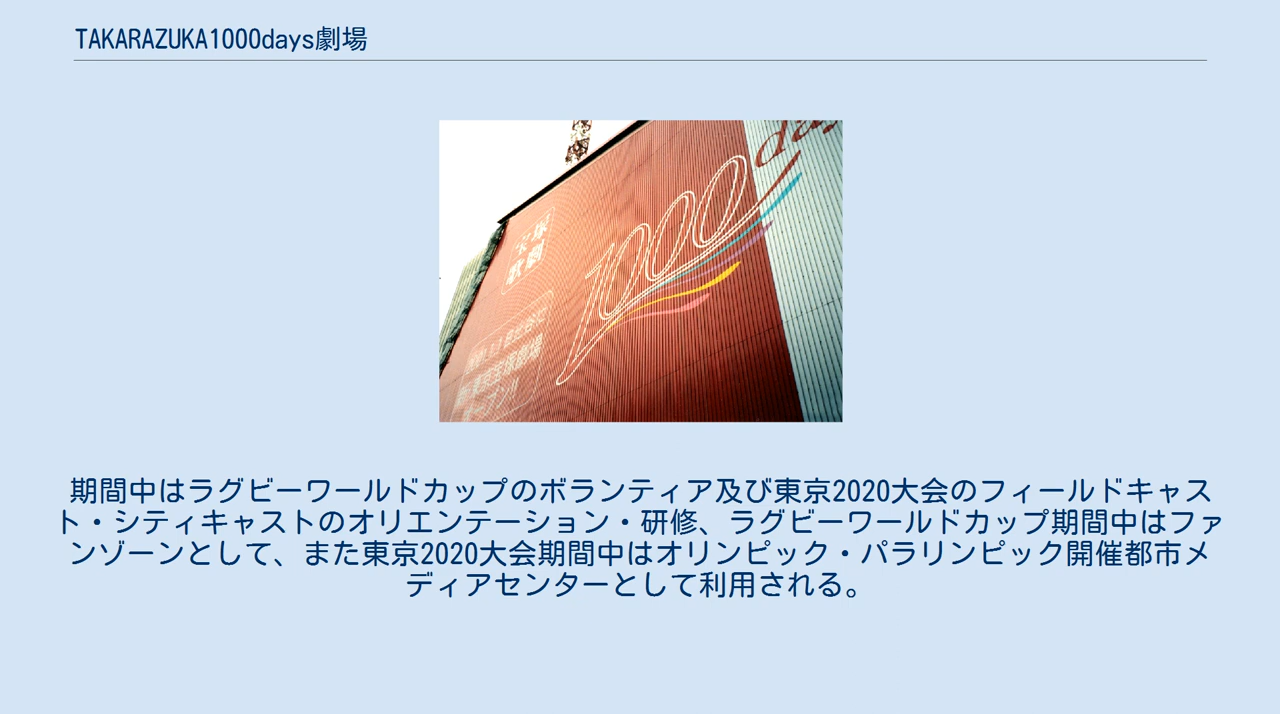 TAKARAZUKA1000days劇場
宝塚
歌劇
1000
days
期間中はラグビーワールドカップのボランティア及び東京2020大会のフィールドキャス
ト・シティキャストのオリエンテーション・研修、ラグビーワールドカップ期間中はファ
ンゾーンとして、また東京2020大会期間中はオリンピック・パラリンピック開催都市メ
ディアセンターとして利用される。